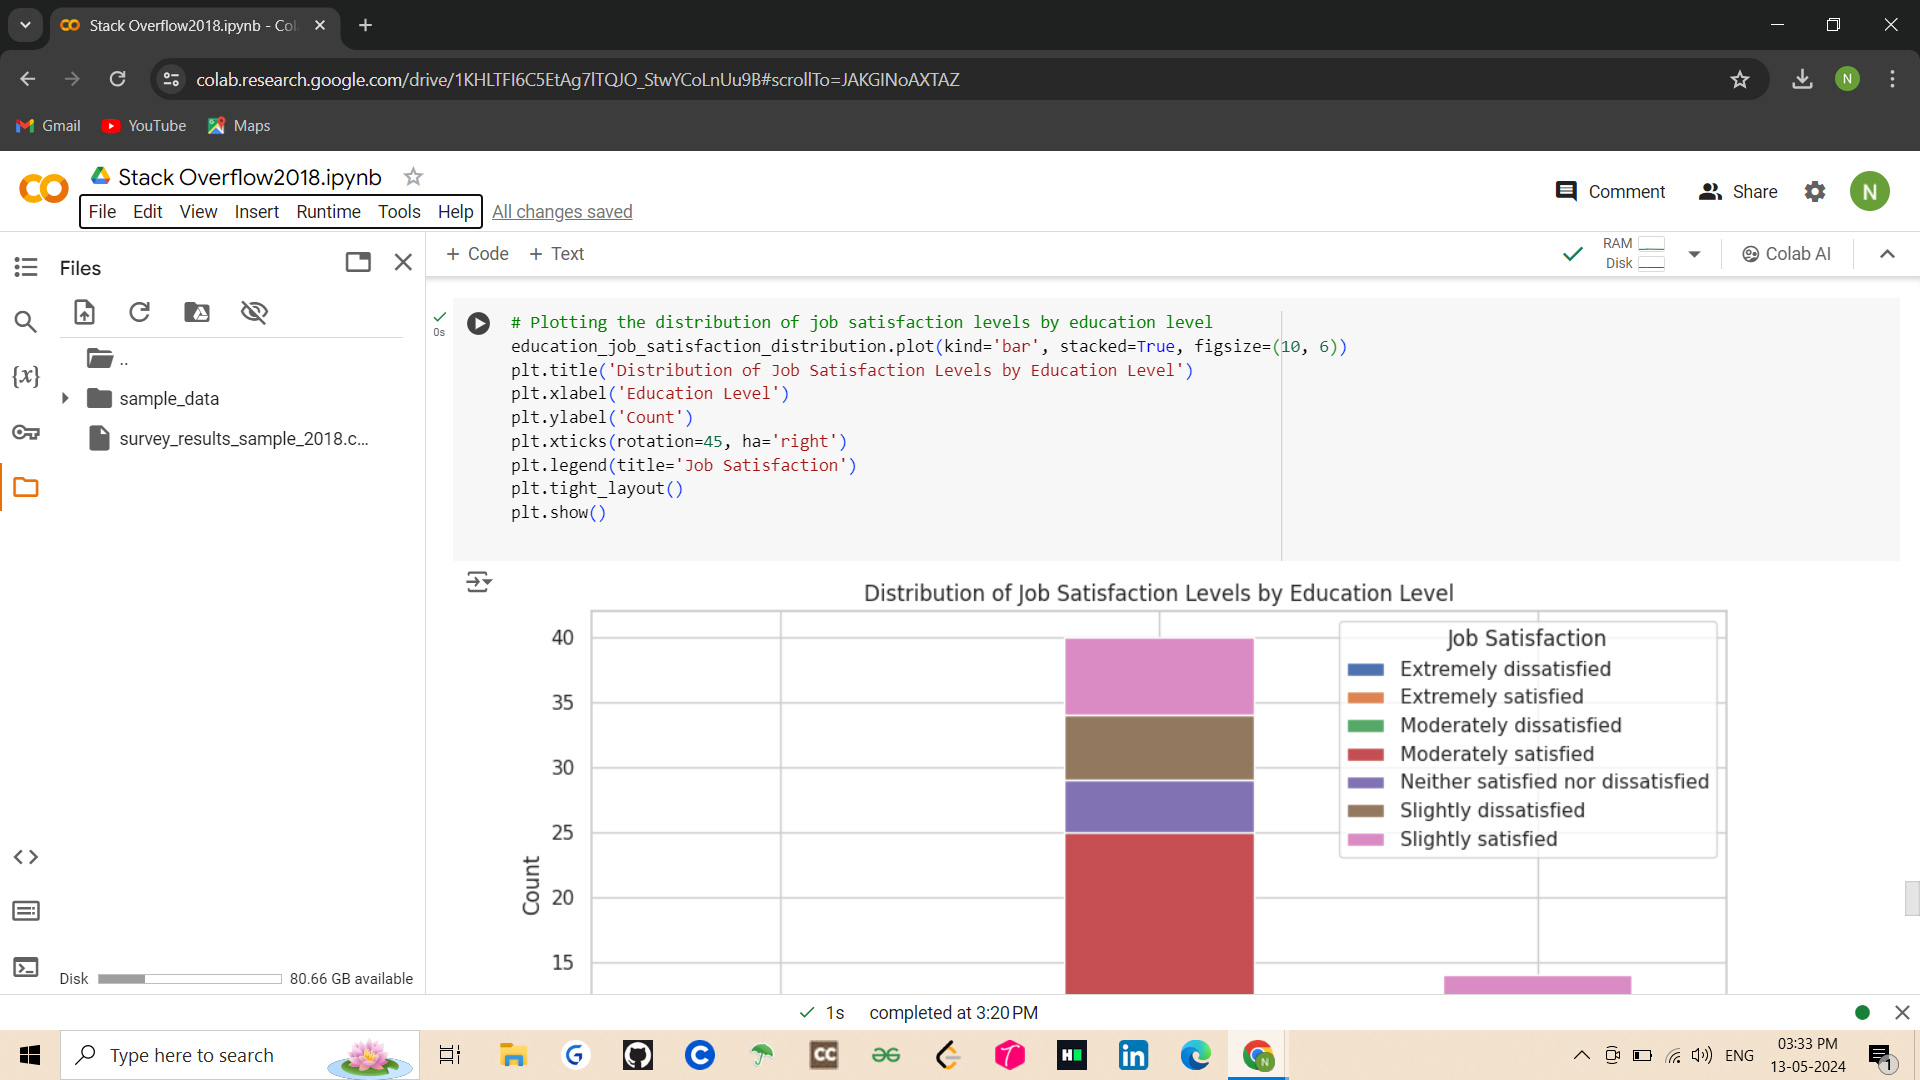 Stack Overflow2018.ipynb - Col
colab.research.google.com/drive/1KHLTFI6C5EtAg7lTQJO_StwYCoLnUu9B#scrollTo=JAKGINoAXTAZ
N
Gmail
YouTube
Maps
Stack Overflow2018.ipynb
File Edit View Insert Runtime Tools Help
All changes saved
Comment
Share
N
Files
+ Code
+ Text
RAM
Disk
Colab AI
..
sample_data
survey_results_sample_2018.c...
{x}
0s
# Plotting the distribution of job satisfaction levels by education level
education_job_satisfaction_distribution.plot(kind='bar', stacked=True, figsize=(10, 6))
plt.title('Distribution of Job Satisfaction Levels by Education Level')
plt.xlabel('Education Level')
plt.ylabel('Count')
plt.xticks(rotation=45, ha='right')
plt.legend(title='Job Satisfaction')
plt.tight_layout()
plt.show()
Distribution of Job Satisfaction Levels by Education Level
40
35
30
25
20
15
Count
Job Satisfaction
Extremely dissatisfied
Extremely satisfied
Moderately dissatisfied
Moderately satisfied
Neither satisfied nor dissatisfied
Slightly dissatisfied
Slightly satisfied
Disk
80.66 GB available
1s completed at 3:20 PM
Type here to search
ENG
03:33 PM
13-05-2024
1